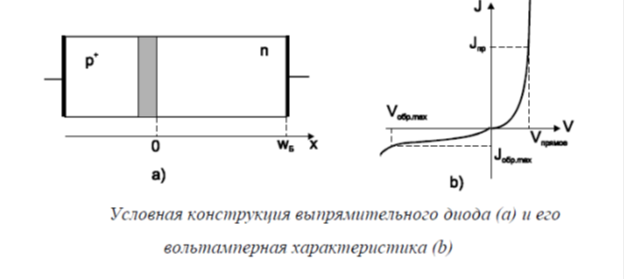 p+
n
0
wБ
x
a)
J
Jпр
Vобр.max
V
Vпрямое
Jобр.max
b)
Условная конструкция выпрямительного диода (a) и его
вольтамперная характеристика (b)